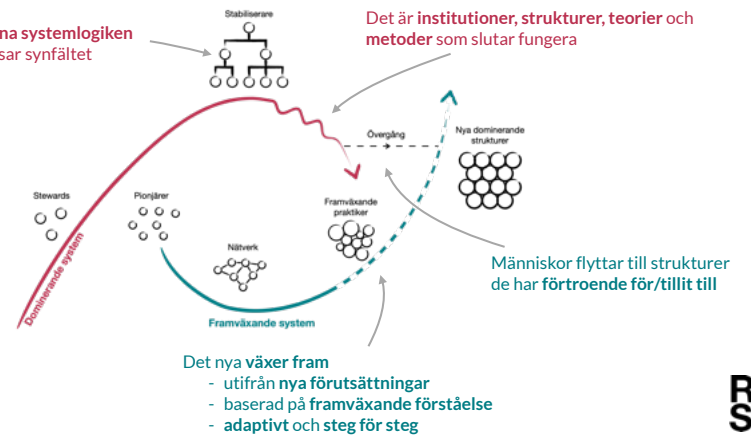 Stabiliserare
na systemlogiken
sar synfältet
Det är institutioner, strukturer, teorier och
metoder som slutar fungera
Övergång
Nya dominerande
strukturer
Stewards
Pionjärer
Framväxande
praktiker
Nätverk
Dominerande system
Människor flyttar till strukturer
de har förtroende för/tillit till
Framväxande system
Det nya växer fram
- utifrån nya förutsättningar
- baserad på framväxande förståelse
- adaptivt och steg för steg
R
S